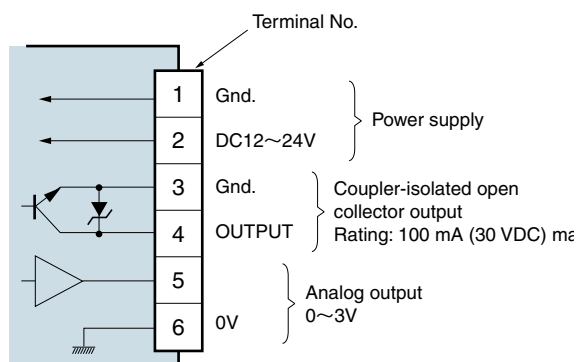 Terminal No.
1 Gnd.
2 DC12～24V
Power supply
3 Gnd.
4 OUTPUT
Coupler-isolated open
collector output
Rating: 100 mA (30 VDC) ma
5
6 0V
Analog output
0～3V